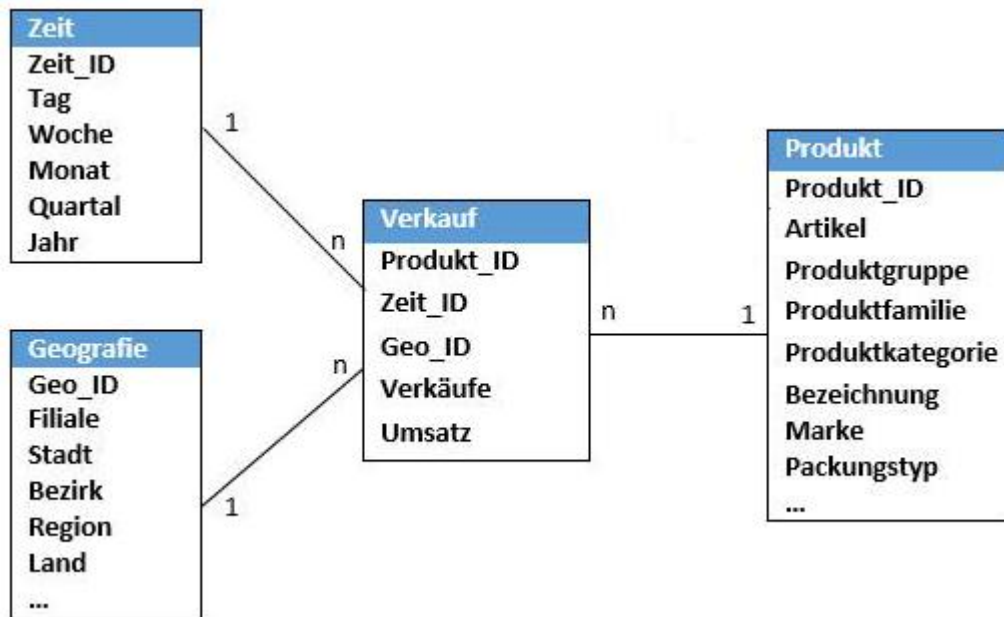 Zeit
Zeit_ID
Tag
Woche
Monat
Quartal
Jahr
1
n
Geografie
Geo_ID
Filiale
Stadt
Bezirk
Region
Land
...
1
n
Verkauf
Produkt_ID
Zeit_ID
Geo_ID
Verkäufe
Umsatz
n
1
Produkt
Produkt_ID
Artikel
Produktgruppe
Produktfamilie
Produktkategorie
Bezeichnung
Marke
Packungstyp
...